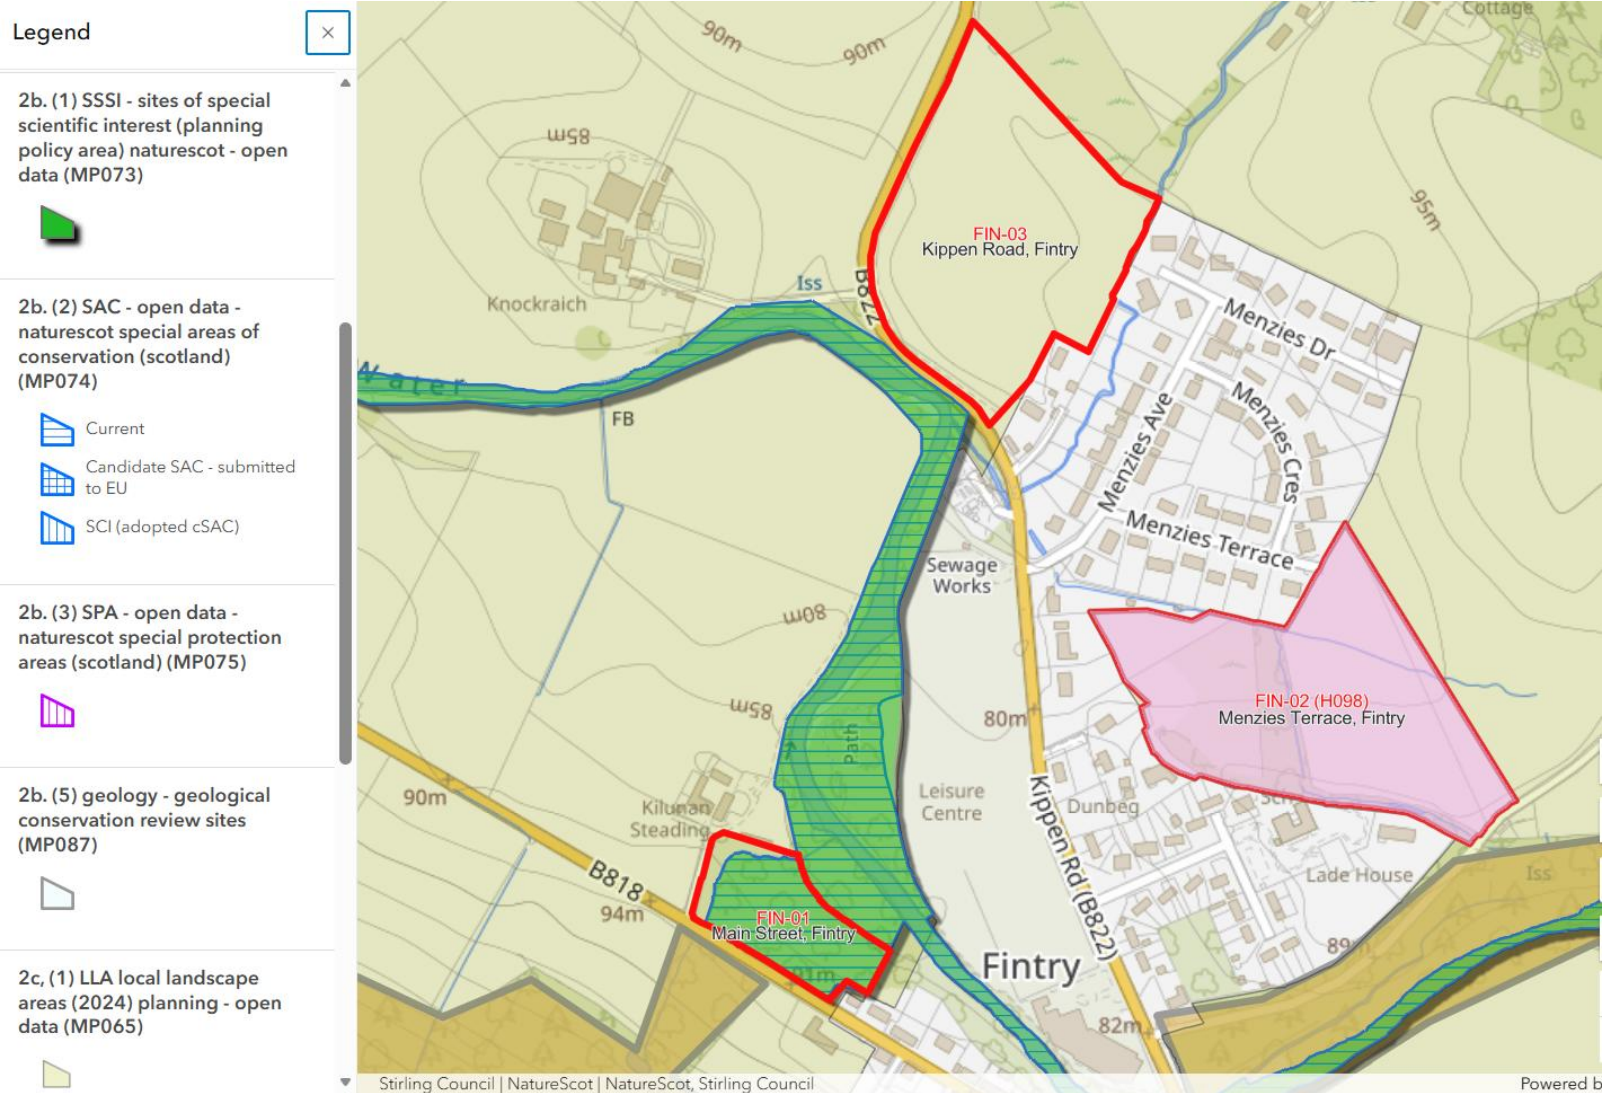 Legend
2b. (1) SSSI - sites of special
scientific interest (planning
policy area) naturescot - open
data (MP073)
2b. (2) SAC - open data -
naturescot special areas of
conservation (scotland)
(MP074)
Current
Candidate SAC - submitted
to EU
SCI (adopted cSAC)
2b. (3) SPA - open data -
naturescot special protection
areas (scotland) (MP075)
2b. (5) geology - geological
conservation review sites
(MP087)
2c, (1) LLA local landscape
areas (2024) planning - open
data (MP065)
Cottage
90m
90m
85m
95m
FIN-03
Kippen Road, Fintry
Iss
B822
Knockraich
Menzies Dr
Water
FB
Menzies Ave
Menzies Cres
Menzies Terrace
Sewage
Works
80m
85m
80m
FIN-02 (H098)
Menzies Terrace, Fintry
Path
90m
Kilunan
Steading
Leisure
Centre
Kippen Rd (B822)
Dunbeg
B818
94m
FIN-01
Main Street, Fintry
91m
Lade House
Iss
Fintry
89m
82m
Stirling Council | NatureScot | NatureScot, Stirling Council
Powered b